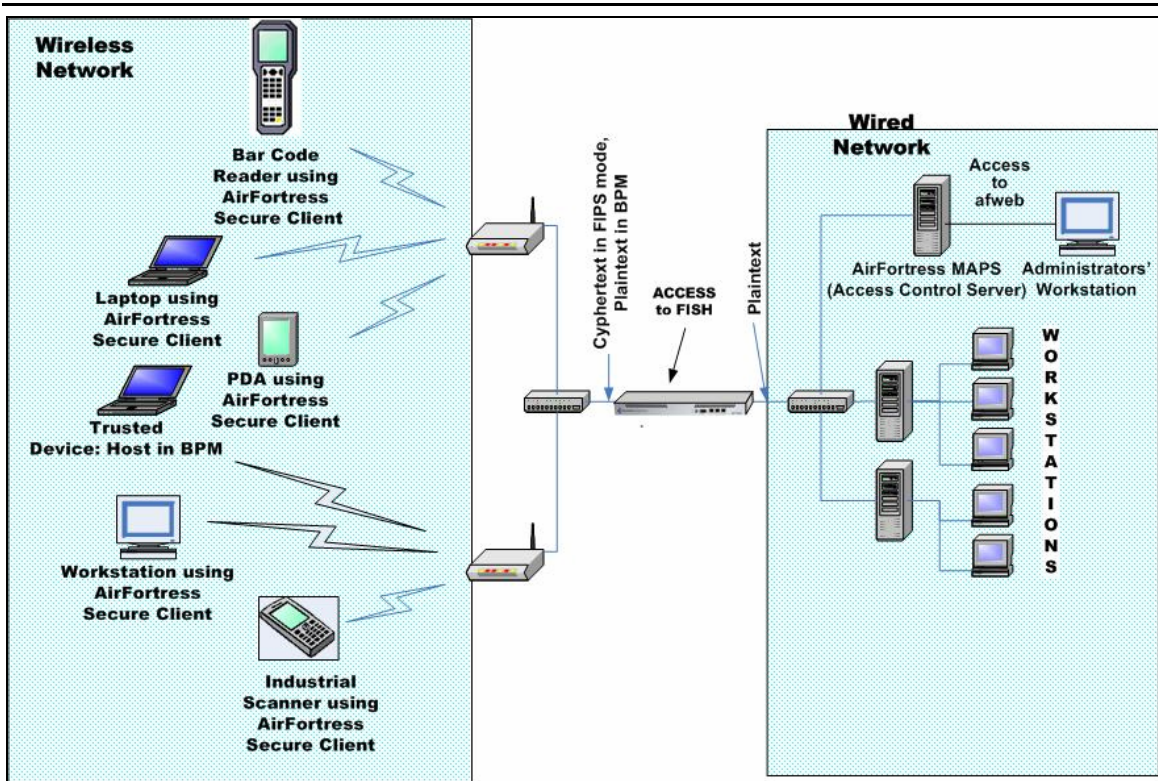 Wireless
Network
Bar Code
Reader using
AirFortress
Secure Client
Laptop using
AirFortress
Secure Client
PDA using
AirFortress
Secure Client
Trusted
Device: Host in BPM
Workstation using
AirFortress
Secure Client
Industrial
Scanner using
AirFortress
Secure Client
Cyphertext in FIPS mode,
Plaintext in BPM
ACCESS
to FISH
Plaintext
Wired
Network
Access
to
afweb
AirFortress MAPS
(Access Control Server)
Administrators'
Workstation
WORKSTATIONS